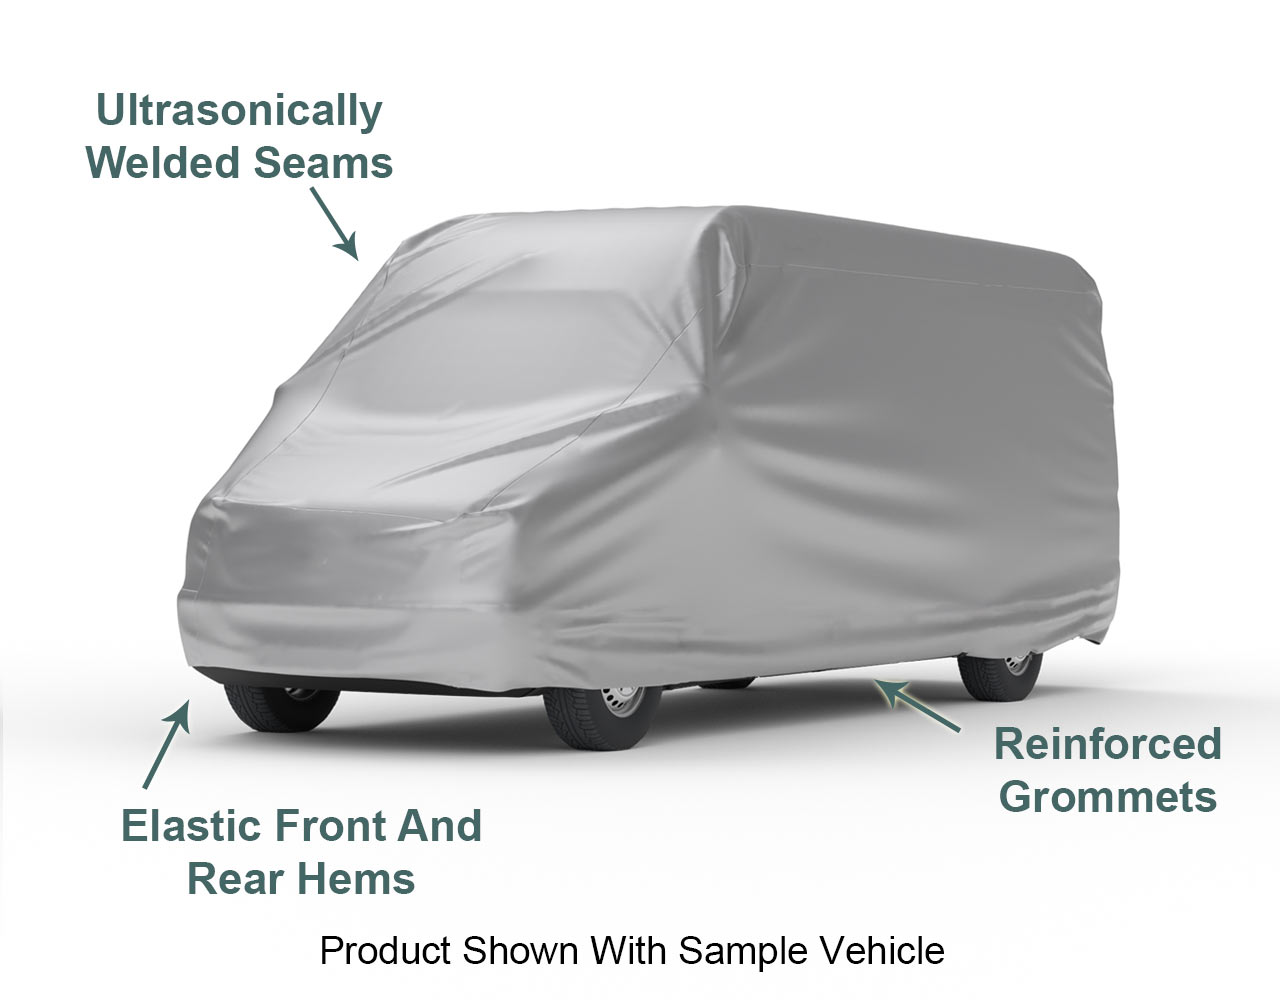 Ultrasonically
Welded Seams
Reinforced
Grommets
Elastic Front And
Rear Hems
Product Shown With Sample Vehicle